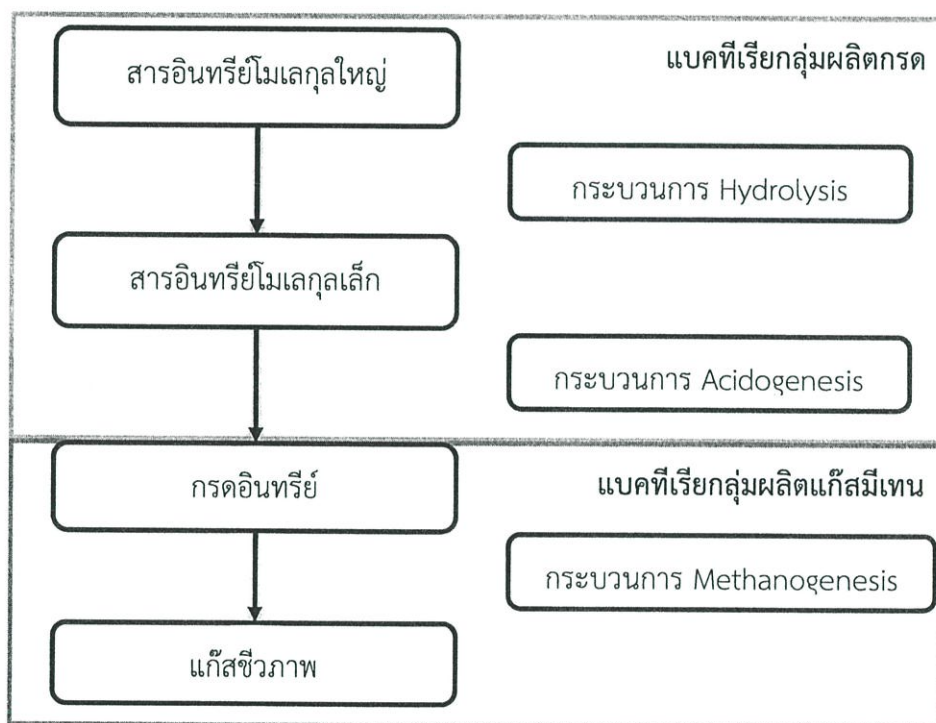 สารอินทรีย์โมเลกุลใหญ่
แบคทีเรียกลุ่มผลิตกรด
กระบวนการ Hydrolysis
สารอินทรีย์โมเลกุลเล็ก
กระบวนการ Acidogenesis
กรดอินทรีย์
แบคทีเรียกลุ่มผลิตแก๊สมีเทน
กระบวนการ Methanogenesis
แก๊สชีวภาพ